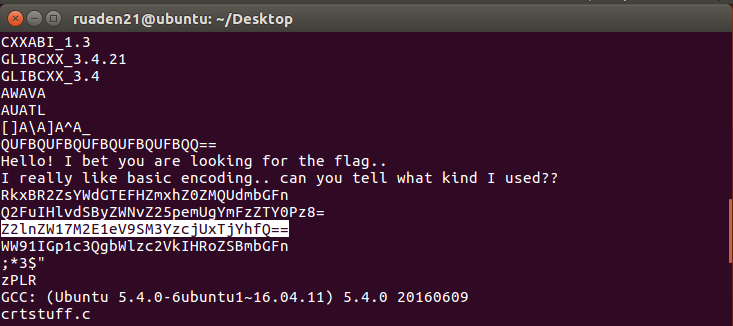 ruaden21@ubuntu: ~/Desktop
CXXABI_1.3
GLIBCXX_3.4.21
GLIBCXX_3.4
AWAVA
AUATL
[]A\A]A^A_
QUFBQUFBQUFBQUFBQUFBQQ==
Hello! I bet you are looking for the flag..
I really like basic encoding.. can you tell what kind I used??
RkxBR2ZsYWdGTEFHZmxhZ0ZMQUdmbGFn
Q2FuIHlvdSByZWNvZ25pemUgYmFzZTY0Pz8=
Z2lnZW17M2E1eV9SM3YzcjUxTjYhfQ==
WW91IGp1c3QgbWlzc2VkIHRoZSBmbGFn
;*3$"
zPLR
GCC: (Ubuntu 5.4.0-6ubuntu1~16.04.11) 5.4.0 20160609
crtstuff.c